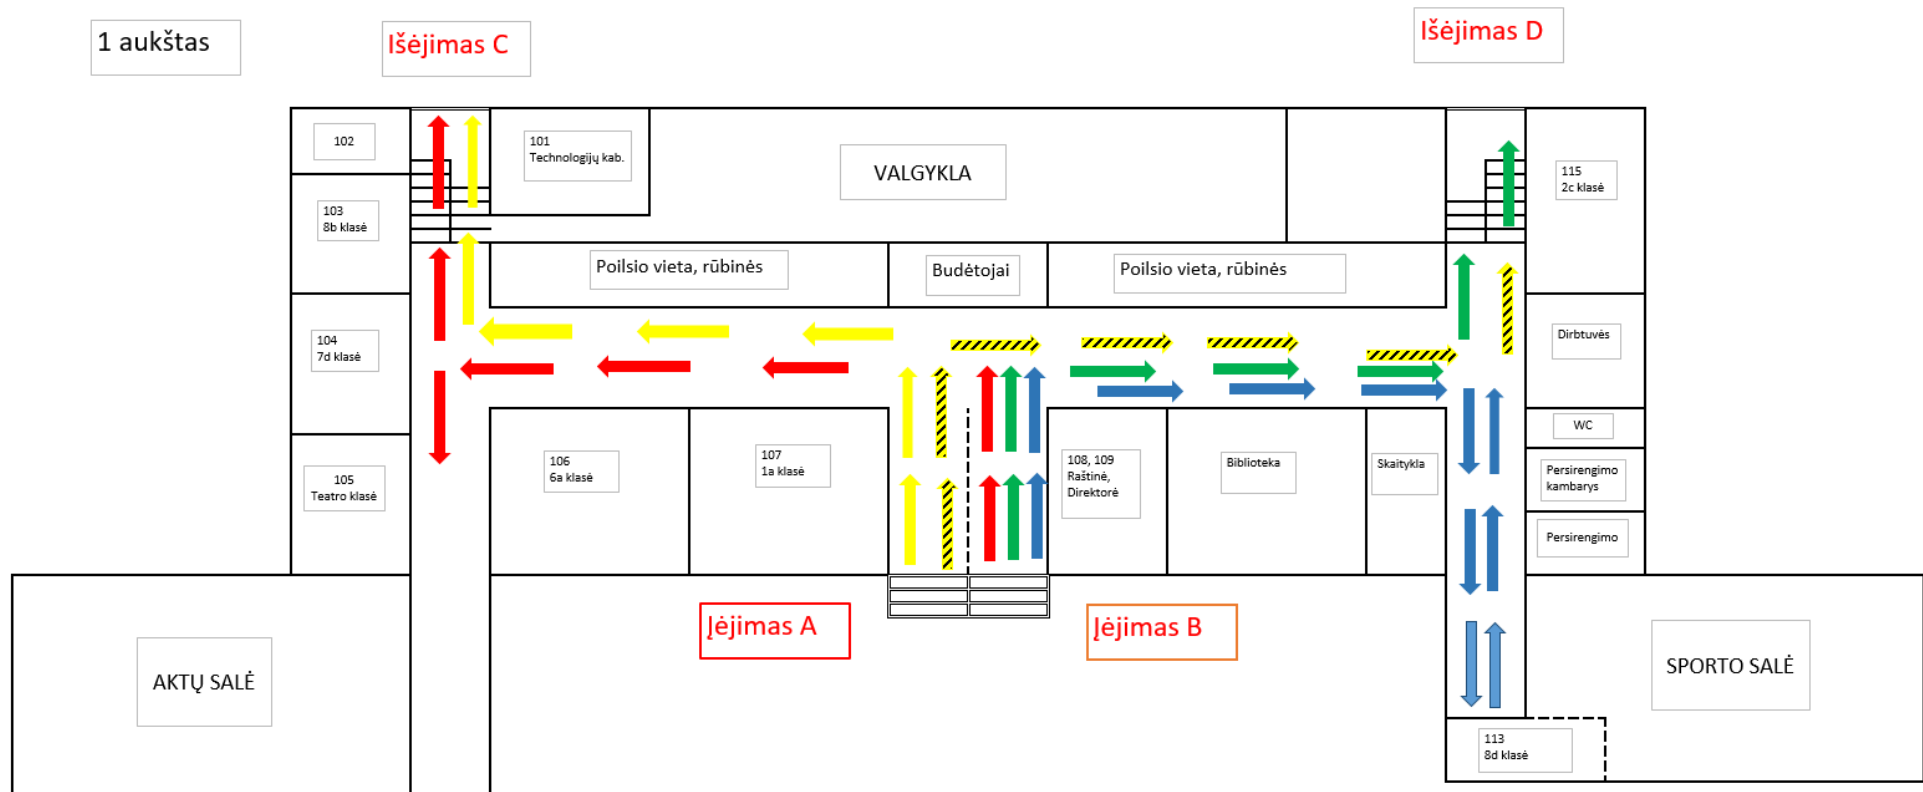 1 aukštas
Išėjimas C
Išėjimas D
102
101
Technologijų kab.
VALGYKLA
115
2c klasė
103
8b klasė
Poilsio vieta, rūbinės
Budėtojai
Poilsio vieta, rūbinės
104
7d klasė
Dirbtuvės
WC
105
Teatro klasė
106
6a klasė
107
1a klasė
108, 109
Raštinė,
Direktorė
Biblioteka
Skaitykla
Persirengimo
kambarys
Persirengimo
Įėjimas A
Įėjimas B
AKTŲ SALĖ
SPORTO SALĖ
113
8d klasė